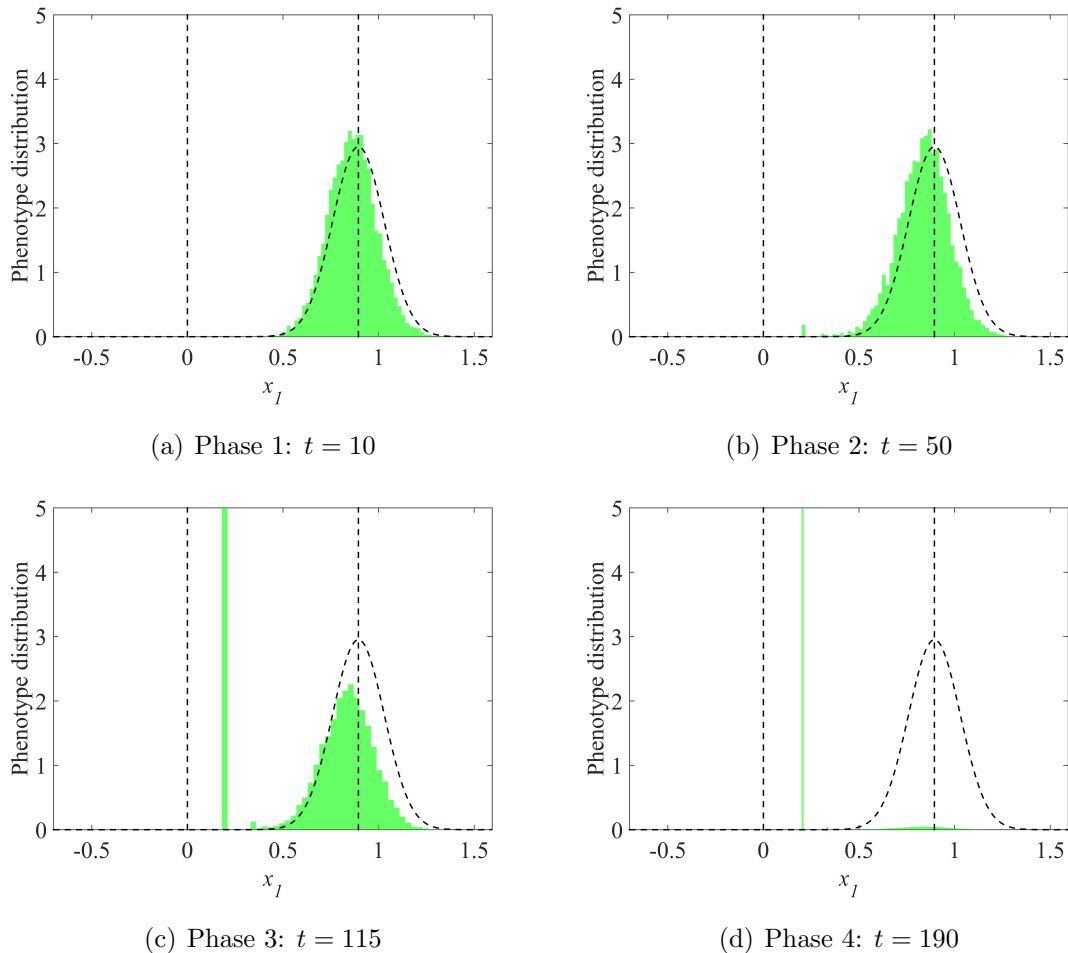 5
4
3
2
1
0
Phenotype distribution
-0.5 0 0.5 1 1.5
x1
(a) Phase 1: t = 10
5
4
3
2
1
0
Phenotype distribution
-0.5 0 0.5 1 1.5
x1
(b) Phase 2: t = 50
5
4
3
2
1
0
Phenotype distribution
-0.5 0 0.5 1 1.5
x1
(c) Phase 3: t = 115
5
4
3
2
1
0
Phenotype distribution
-0.5 0 0.5 1 1.5
x1
(d) Phase 4: t = 190